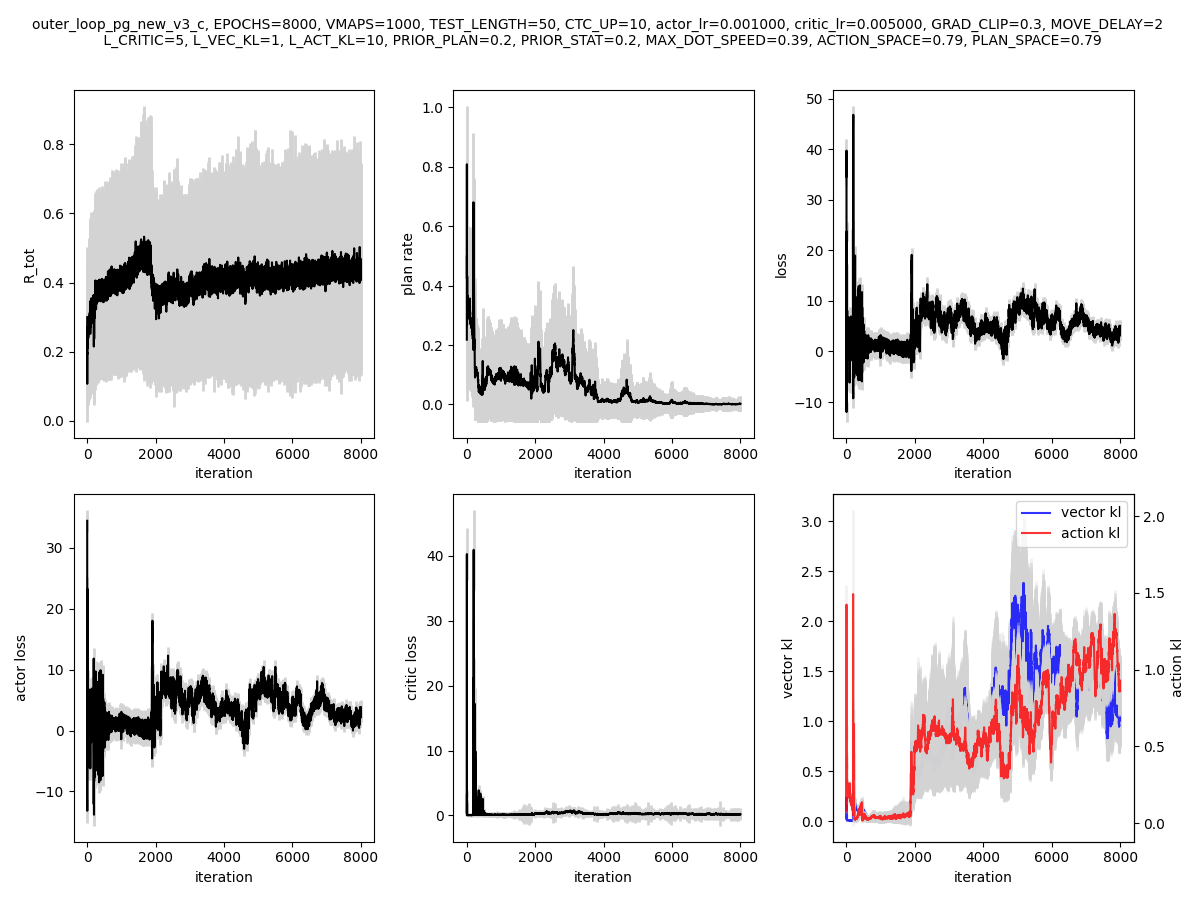 outer_loop_pg_new_v3_c, EPOCHS=8000, VMAPS=1000, TEST_LENGTH=50, CTC_UP=10, actor_lr=0.001000, critic_lr=0.005000, GRAD_CLIP=0.3, MOVE_DELAY=2
L_CRITIC=5, L_VEC_KL=1, L_ACT_KL=10, PRIOR_PLAN=0.2, PRIOR_STAT=0.2, MAX_DOT_SPEED=0.39, ACTION_SPACE=0.79, PLAN_SPACE=0.79
R_tot
0.8
0.6
0.4
0.2
0.0
0 2000 4000 6000 8000
iteration
plan rate
1.0
0.8
0.6
0.4
0.2
0.0
0 2000 4000 6000 8000
iteration
loss
50
40
30
20
10
0
−10
0 2000 4000 6000 8000
iteration
actor loss
30
20
10
0
−10
0 2000 4000 6000 8000
iteration
critic loss
40
30
20
10
0
0 2000 4000 6000 8000
iteration
vector kl
3.0
2.5
2.0
1.5
1.0
0.5
0.0
vector kl
action kl
2.0
1.5
1.0
0.5
0.0
action kl
0 2000 4000 6000 8000
iteration